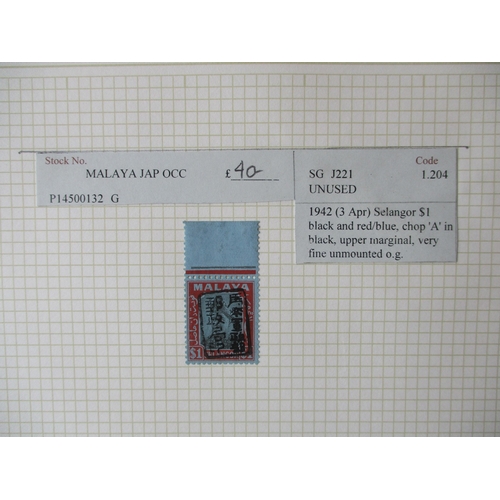 Stock No.
MALAYA JAP OCC £40
P14500132 G
Code
SG J221 1.204
UNUSED
1942 (3 Apr) Selangor $1
black and red/blue, chop 'A' in
black, upper marginal, very
fine unmounted o.g.
MALAYA
$1